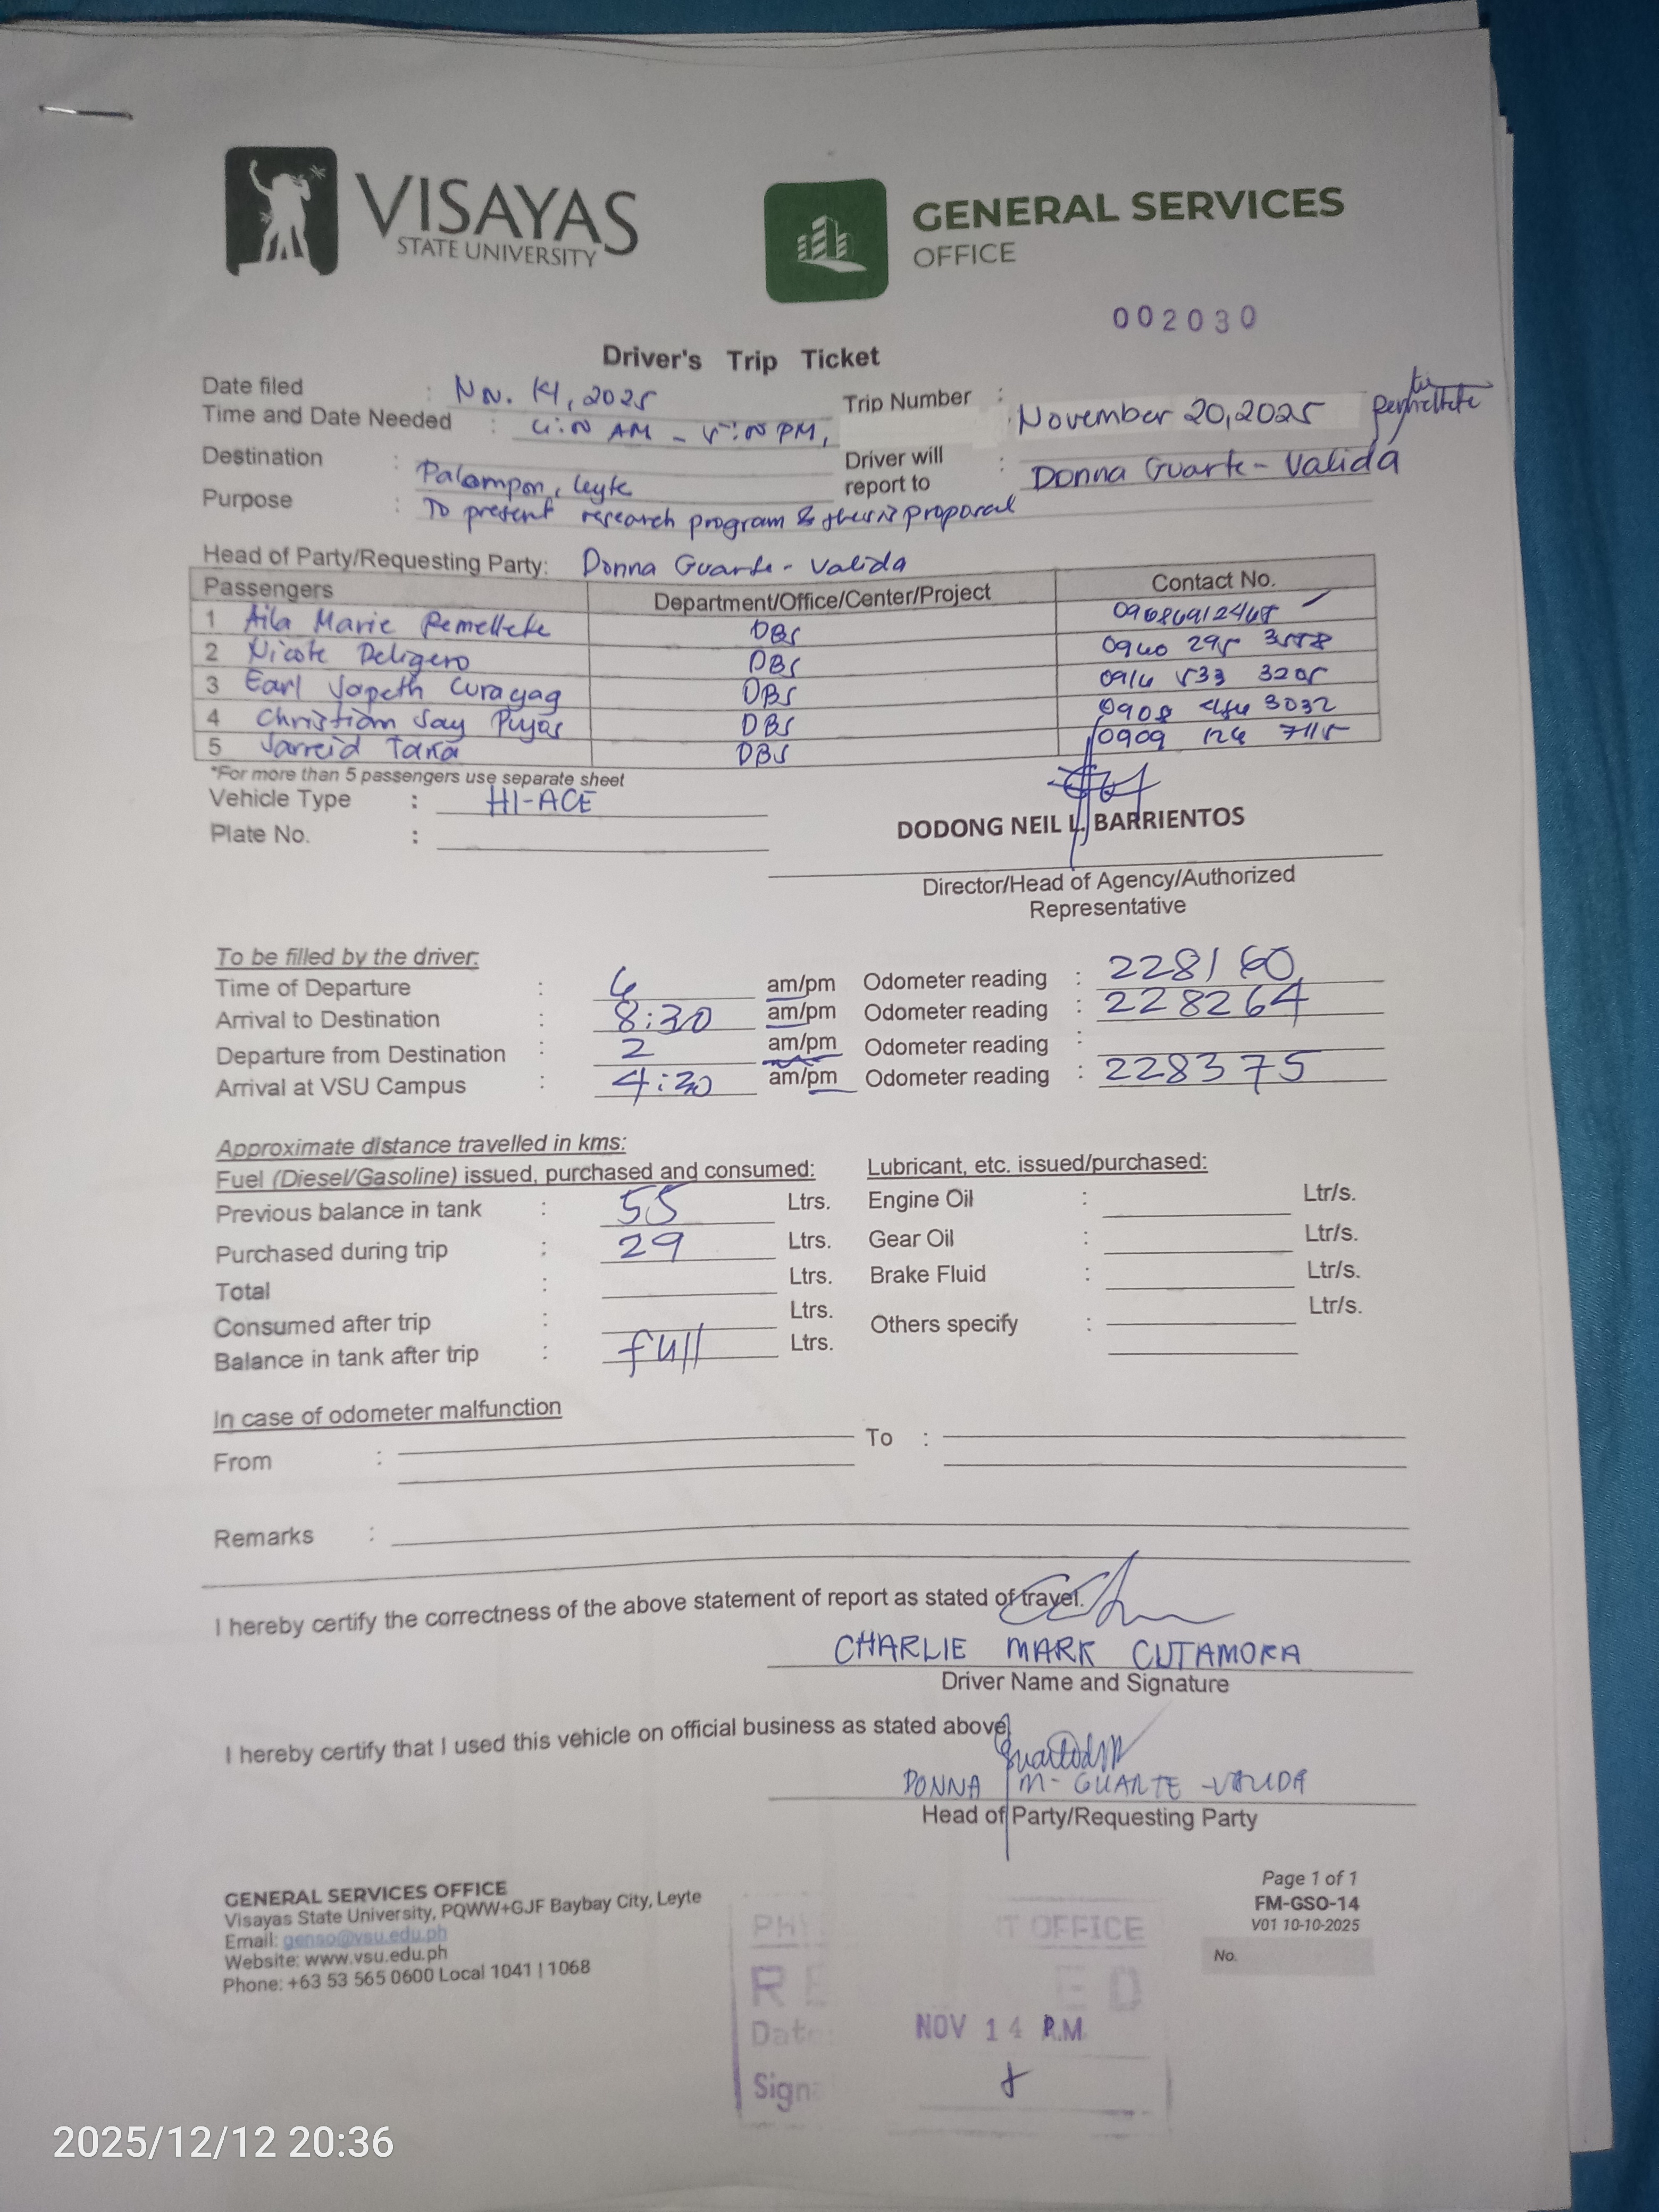 VISAYAS
STATE UNIVERSITY
GENERAL SERVICES
OFFICE
002030
Driver's Trip Ticket
Date filed : Nov. 14, 2025
Trip Number :
Time and Date Needed : 6:00 AM - 5:00 PM, November 20, 2025
Destination : Palompon, Leyte
Driver will report to : Donna Guarte-Valida
Purpose : To present research program & thesis proposal
Head of Party/Requesting Party: Donna Guarte-Valida
Passengers Department/Office/Center/Project Contact No.
1 Aila Marie Remellete DBS
2 Nicole Deligero DBS
3 Earl Japeth Curayag DBS 0916 533 3205
4 Christian Jay Puyos DBS
5 Jarreid Tana DBS
*For more than 5 passengers use separate sheet
Vehicle Type : HI-ACE
Plate No. :
DODONG NEIL L. BARRIENTOS
Director/Head of Agency/Authorized
Representative
To be filled by the driver:
Time of Departure : 6 am/pm Odometer reading : 228160
Arrival to Destination : 8:30 am/pm Odometer reading : 228264
Departure from Destination : 2 am/pm Odometer reading :
Arrival at VSU Campus : 4:30 am/pm Odometer reading : 228375
Approximate distance travelled in kms:
Fuel (Diesel/Gasoline) issued, purchased and consumed: Lubricant, etc. issued/purchased:
Previous balance in tank : 55 Ltrs. Engine Oil : Ltr/s.
Purchased during trip : 29 Ltrs. Gear Oil : Ltr/s.
Total : Ltrs. Brake Fluid : Ltr/s.
Consumed after trip : Ltrs. Others specify : Ltr/s.
Balance in tank after trip : full Ltrs.
In case of odometer malfunction
From : To :
Remarks :
I hereby certify the correctness of the above statement of report as stated of travel.
CHARLIE MARK CUTAMORA
Driver Name and Signature
I hereby certify that I used this vehicle on official business as stated above
DONNA M. GUARTE-VALIDA
Head of Party/Requesting Party
GENERAL SERVICES OFFICE
Visayas State University, PQWW+GJF Baybay City, Leyte
Email: genso@vsu.edu.ph
Website: www.vsu.edu.ph
Phone: +63 53 565 0600 Local 1041 | 1068
Page 1 of 1
FM-GSO-14
V01 10-10-2025
No.
OFFICE
Date
NOV 14 P.M.
2025/12/12 20:36